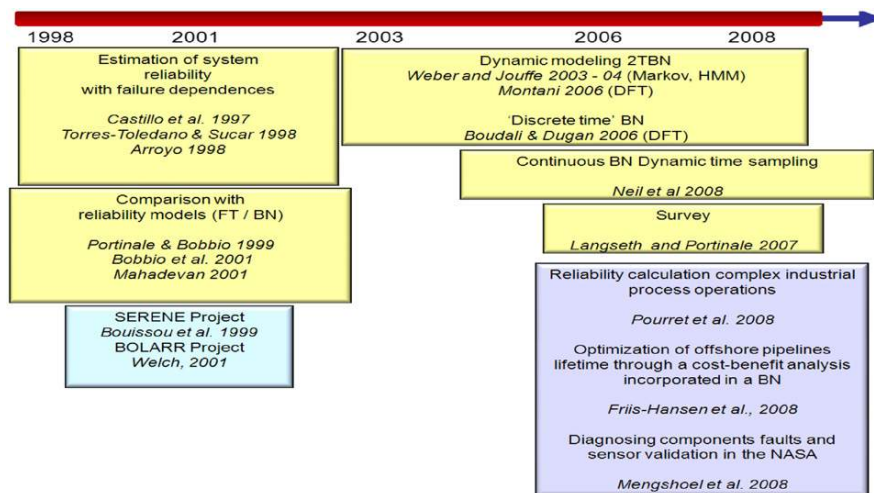 1998 2001 2003 2006 2008
Estimation of system
reliability
with failure dependences
Castillo et al. 1997
Torres-Toledano & Sucar 1998
Arroyo 1998
Comparison with
reliability models (FT / BN)
Portinale & Bobbio 1999
Bobbio et al. 2001
Mahadevan 2001
SERENE Project
Bouissou et al. 1999
BOLARR Project
Welch, 2001
Dynamic modeling 2TBN
Weber and Jouffe 2003 - 04 (Markov, HMM)
Montani 2006 (DFT)
‘Discrete time’ BN
Boudali & Dugan 2006 (DFT)
Continuous BN Dynamic time sampling
Neil et al 2008
Survey
Langseth and Portinale 2007
Reliability calculation complex industrial
process operations
Pourret et al. 2008
Optimization of offshore pipelines
lifetime through a cost-benefit analysis
incorporated in a BN
Friis-Hansen et al., 2008
Diagnosing components faults and
sensor validation in the NASA
Mengshoel et al. 2008